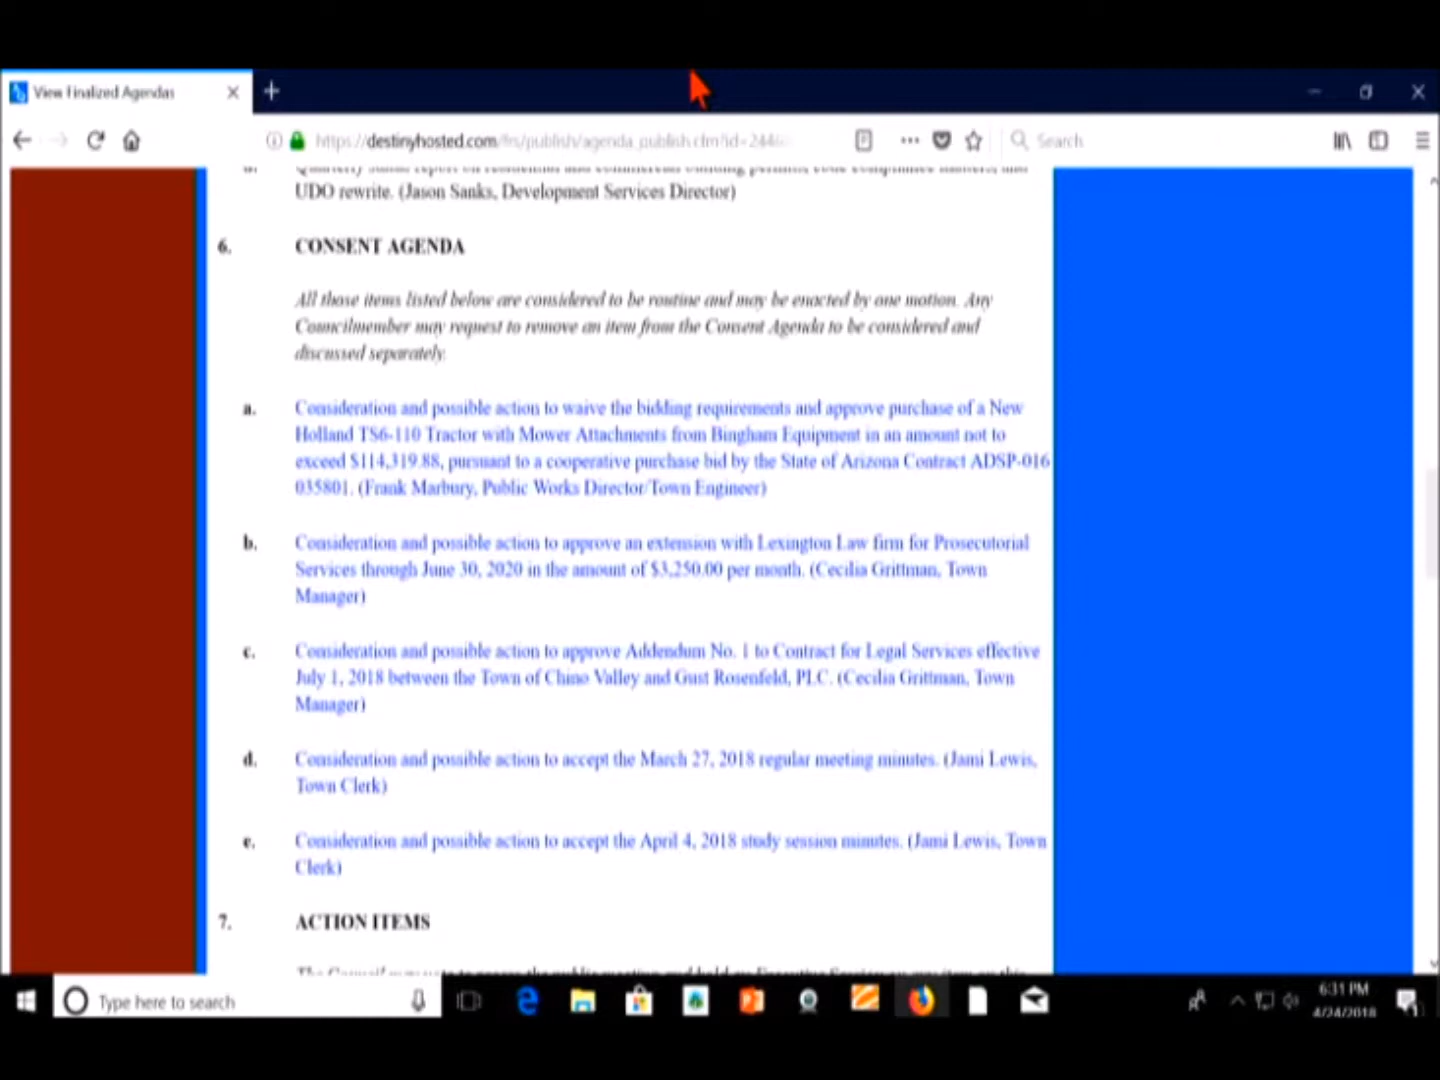 View Finalized Agendas
https://destinyhosted.com/fm/publish/agenda_publish.cfm?id=2446
Search
UDO rewrite. (Jason Sanks, Development Services Director)
6. CONSENT AGENDA
All those items listed below are considered to be routine and may be enacted by one motion. Any
Councilmember may request to remove an item from the Consent Agenda to be considered and
discussed separately.
a. Consideration and possible action to waive the bidding requirements and approve purchase of a New
Holland TS6-110 Tractor with Mower Attachments from Bingham Equipment in an amount not to
exceed $114,319.88, pursuant to a cooperative purchase bid by the State of Arizona Contract ADSP-016
035801. (Frank Marbury, Public Works Director/Town Engineer)
b. Consideration and possible action to approve an extension with Lexington Law firm for Prosecutorial
Services through June 30, 2020 in the amount of $3,250.00 per month. (Cecilia Grittman, Town
Manager)
c. Consideration and possible action to approve Addendum No. 1 to Contract for Legal Services effective
July 1, 2018 between the Town of Chino Valley and Gust Rosenfeld, PLC. (Cecilia Grittman, Town
Manager)
d. Consideration and possible action to accept the March 27, 2018 regular meeting minutes. (Jami Lewis,
Town Clerk)
e. Consideration and possible action to accept the April 4, 2018 study session minutes. (Jami Lewis, Town
Clerk)
7. ACTION ITEMS
Type here to search
6:31 PM
4/24/2018